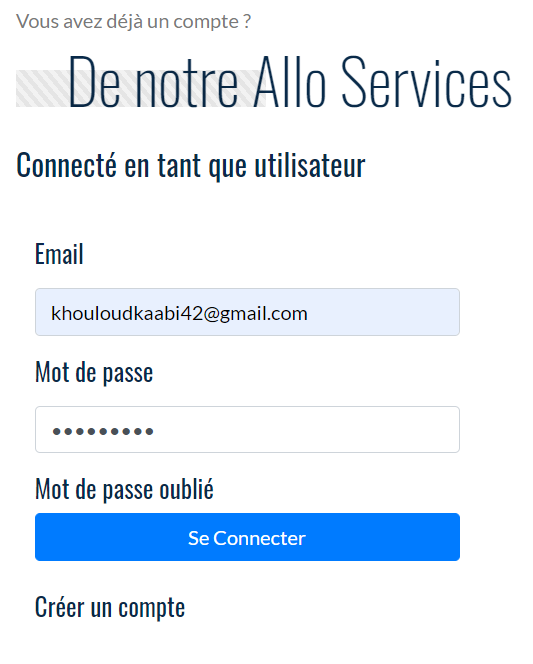 Vous avez déjà un compte ?
De notre Allo Services
Connecté en tant que utilisateur
Email
khouloudkaabi42@gmail.com
Mot de passe
•••••••••
Mot de passe oublié
Se Connecter
Créer un compte